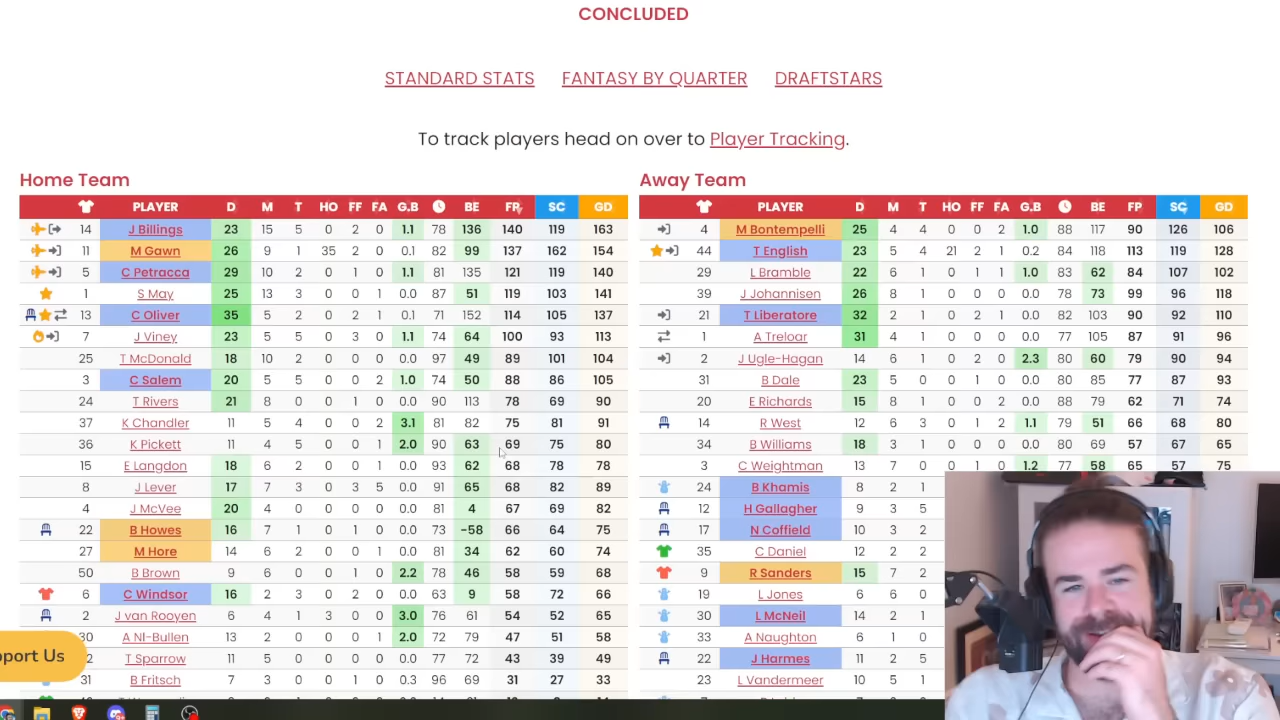 CONCLUDED
STANDARD STATS FANTASY BY QUARTER DRAFTSTARS
To track players head on over to Player Tracking.
Home Team
PLAYER D M T HO FF FA G.B BE FP SC GD
14 J Billings 23 15 5 0 2 0 1.1 78 136 140 119 163
11 M Gawn 26 9 1 35 2 0 0.1 82 99 137 162 154
5 C Petracca 29 10 2 0 1 0 1.1 81 135 121 119 140
1 S May 25 13 3 0 0 1 0.0 87 51 119 103 141
13 C Oliver 35 5 2 0 2 1 0.1 71 152 114 105 137
7 J Viney 23 5 5 0 3 0 1.1 74 64 100 93 113
25 T McDonald 18 10 2 0 0 0 0.0 97 49 89 101 104
3 C Salem 20 5 5 0 0 2 1.0 74 50 88 86 105
24 T Rivers 21 8 0 0 1 0 0.0 90 113 78 69 90
37 K Chandler 11 5 4 0 0 2 3.1 81 82 75 81 91
36 K Pickett 11 4 5 0 0 1 2.0 90 63 69 75 80
15 E Langdon 18 6 2 0 0 1 0.0 93 62 68 78 78
8 J Lever 17 7 3 0 3 5 0.0 91 65 68 82 89
4 J McVee 20 4 0 0 0 0 0.0 81 4 67 69 82
22 B Howes 16 7 1 0 0 0 0.0 73 -58 66 64 75
27 M Hore 14 6 2 0 0 1 0.0 81 34 62 60 74
50 B Brown 9 6 0 0 1 0 2.2 78 46 58 59 68
6 C Windsor 16 2 3 0 2 0 0.0 63 9 58 72 66
2 J van Rooyen 6 4 1 3 0 0 3.0 76 61 54 52 65
30 A Nl-Bullen 13 2 0 0 0 1 2.0 72 79 47 51 58
2 T Sparrow 11 5 0 0 0 0 0.0 77 72 43 39 49
31 B Fritsch 7 3 0 0 0 1 0.3 96 69 31 27 33
Away Team
PLAYER D M T HO FF FA G.B BE FP SC GD
4 M Bontempelli 25 4 4 0 0 2 1.0 88 117 90 126 106
44 T English 23 5 4 21 2 1 0.2 84 118 113 119 128
29 L Bramble 22 6 1 0 1 1 1.0 83 62 84 107 102
39 J Johannisen 26 8 1 0 0 0 0.0 78 73 99 96 118
21 T Liberatore 32 2 1 0 2 1 0.0 82 103 90 92 110
1 A Treloar 31 4 1 0 0 0 0.0 77 105 87 91 96
2 J Ugle-Hagan 14 6 1 0 1 0 2.3 80 60 79 90 94
31 B Dale 23 5 0 0 1 0 0.0 80 85 77 87 93
20 E Richards 15 8 1 0 0 2 0.0 88 79 62 71 74
14 R West 12 6 3 0 1 2 1.1 79 51 66 68 80
34 B Williams 18 3 1 0 0 0 0.0 80 69 57 67 65
3 C Weightman 13 7 0 0 1 0 1.2 77 58 65 57 75
24 B Khamis 8 2 1
12 H Gallagher 9 3 5
17 N Coffield 10 3 2
35 C Daniel 12 2 2
9 R Sanders 15 7 2
19 L Jones 6 6 0
30 L McNeil 14 2 1
33 A Naughton 6 1 0
22 J Harmes 11 2 5
23 L Vandermeer 10 5 1
port Us